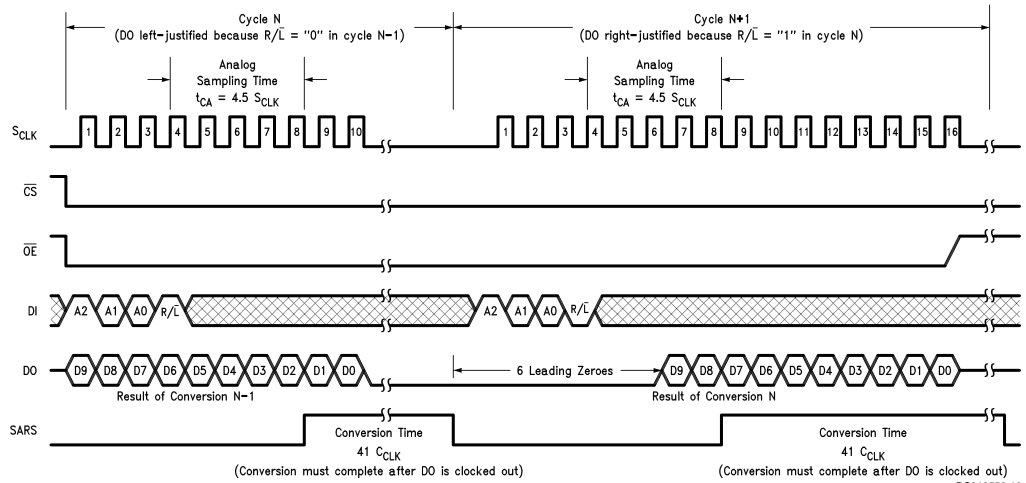 Cycle N
(DO left-justified because R/L̅ = "0" in cycle N-1)
Cycle N+1
(DO right-justified because R/L̅ = "1" in cycle N)
Analog
Sampling Time
tCA = 4.5 SCLK
Analog
Sampling Time
tCA = 4.5 SCLK
SCLK 1 2 3 4 5 6 7 8 9 10 1 2 3 4 5 6 7 8 9 10 11 12 13 14 15 16
C̅S̅
O̅E̅
DI A2 A1 A0 R/L̅ A2 A1 A0 R/L̅
DO D9 D8 D7 D6 D5 D4 D3 D2 D1 D0 6 Leading Zeroes D9 D8 D7 D6 D5 D4 D3 D2 D1 D0
Result of Conversion N-1
Result of Conversion N
SARS
Conversion Time
41 CCLK
(Conversion must complete after DO is clocked out)
Conversion Time
41 CCLK
(Conversion must complete after DO is clocked out)